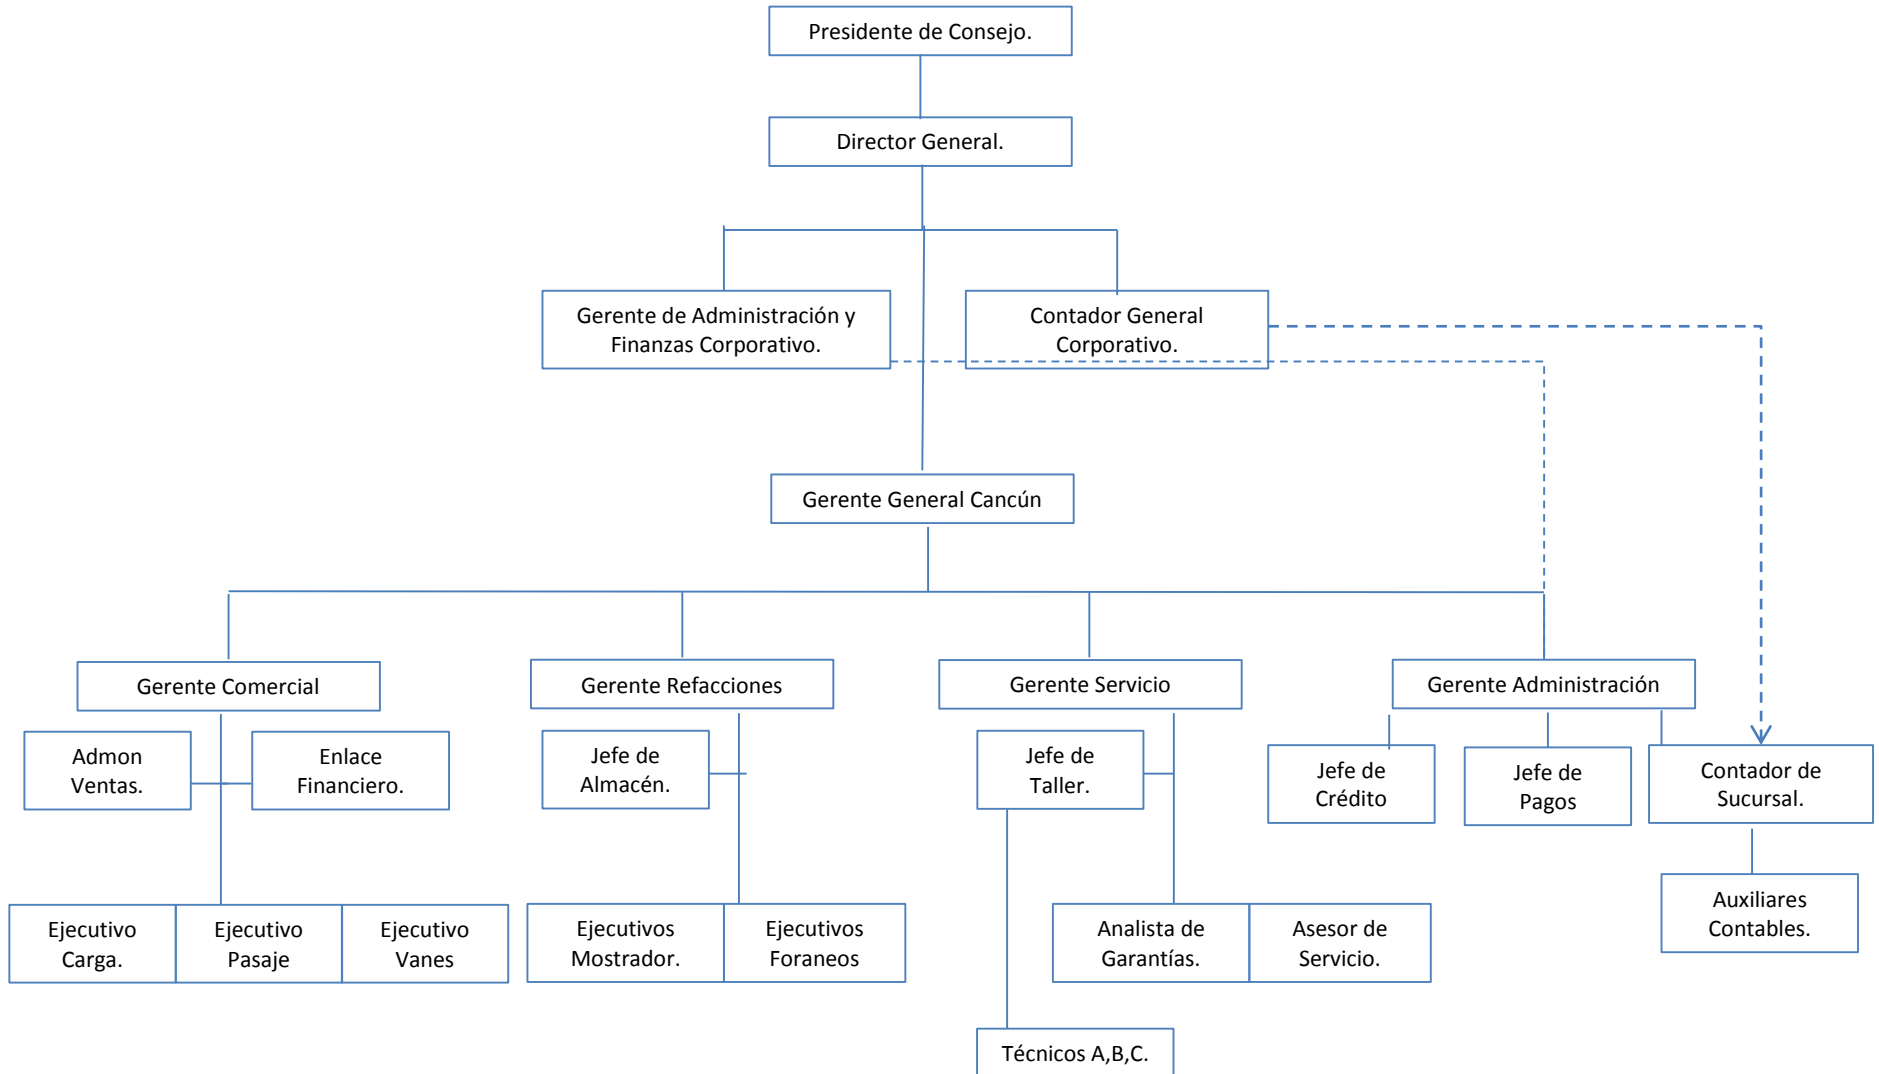 Presidente de Consejo.
Director General.
Gerente de Administración y
Finanzas Corporativo.
Contador General
Corporativo.
Gerente General Cancún
Gerente Comercial
Gerente Refacciones
Gerente Servicio
Gerente Administración
Admon
Ventas.
Enlace
Financiero.
Jefe de
Almacén.
Jefe de
Taller.
Jefe de
Crédito
Jefe de
Pagos
Contador de
Sucursal.
Ejecutivo
Carga.
Ejecutivo
Pasaje
Ejecutivo
Vanes
Ejecutivos
Mostrador.
Ejecutivos
Foraneos
Analista de
Garantías.
Asesor de
Servicio.
Auxiliares
Contables.
Técnicos A,B,C.